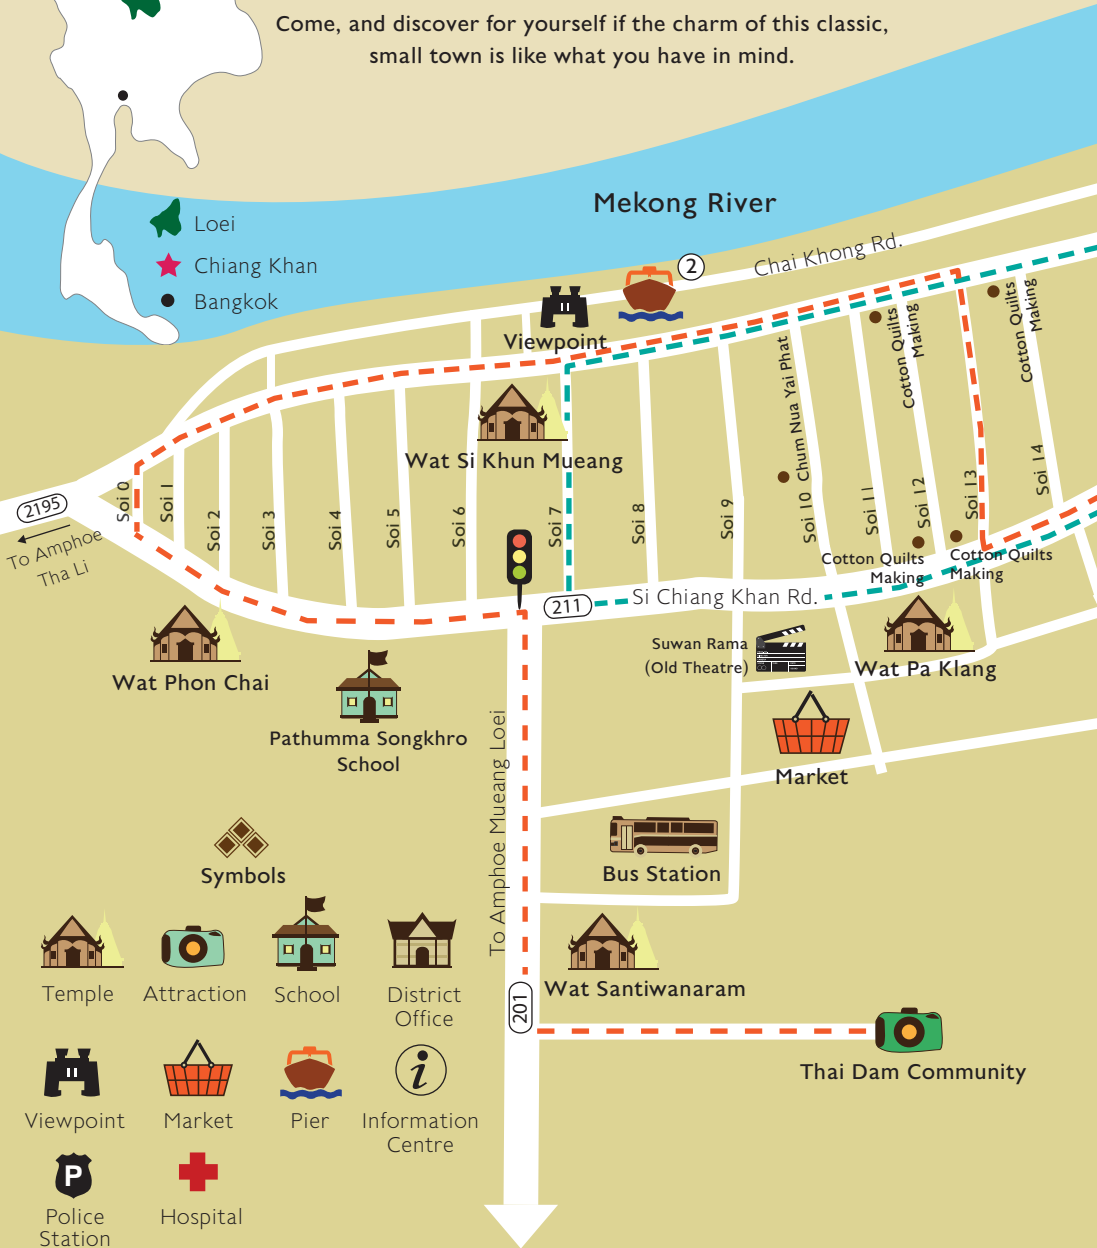 Come, and discover for yourself if the charm of this classic,
small town is like what you have in mind.
Mekong River
Loei
Chiang Khan
Bangkok
2
Chai Khong Rd.
Viewpoint
Wat Si Khun Mueang
Cotton Quilts
Making
Cotton Quilts
Making
Chum Nua Yai Phat
2195
To Amphoe
Tha Li
Soi 0
Soi 1
Soi 2
Soi 3
Soi 4
Soi 5
Soi 6
Soi 7
Soi 8
Soi 9
Soi 10
Soi 11
Soi 12
Soi 13
Soi 14
Cotton Quilts
Making
Cotton Quilts
Making
211
Si Chiang Khan Rd.
Wat Phon Chai
Pathumma Songkhro
School
Suwan Rama
(Old Theatre)
Wat Pa Klang
Market
To Amphoe Mueang Loei
Bus Station
Wat Santiwanaram
201
Thai Dam Community
Symbols
Temple
Attraction
School
District
Office
Viewpoint
Market
Pier
Information
Centre
P
Police
Station
Hospital